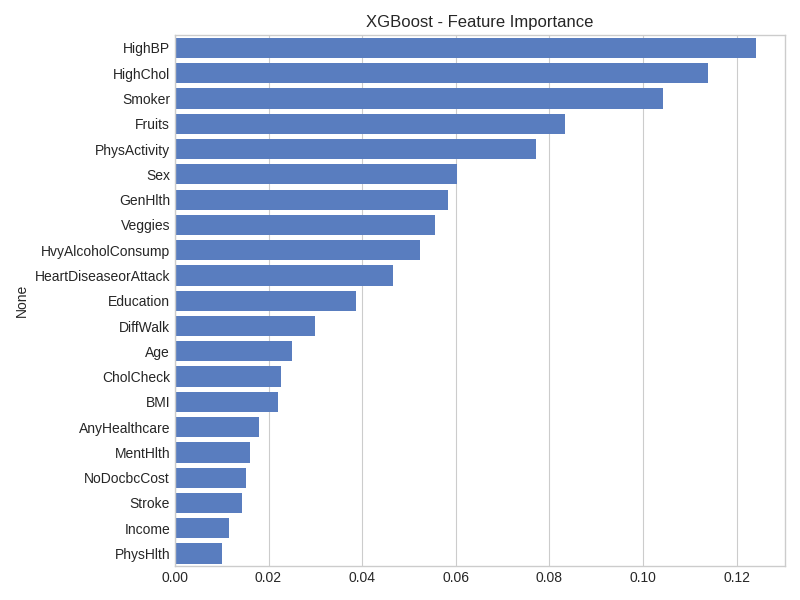 XGBoost - Feature Importance
HighBP
HighChol
Smoker
Fruits
PhysActivity
Sex
GenHlth
Veggies
HvyAlcoholConsump
HeartDiseaseorAttack
Education
DiffWalk
Age
CholCheck
BMI
AnyHealthcare
MentHlth
NoDocbcCost
Stroke
Income
PhysHlth
None
0.00 0.02 0.04 0.06 0.08 0.10 0.12